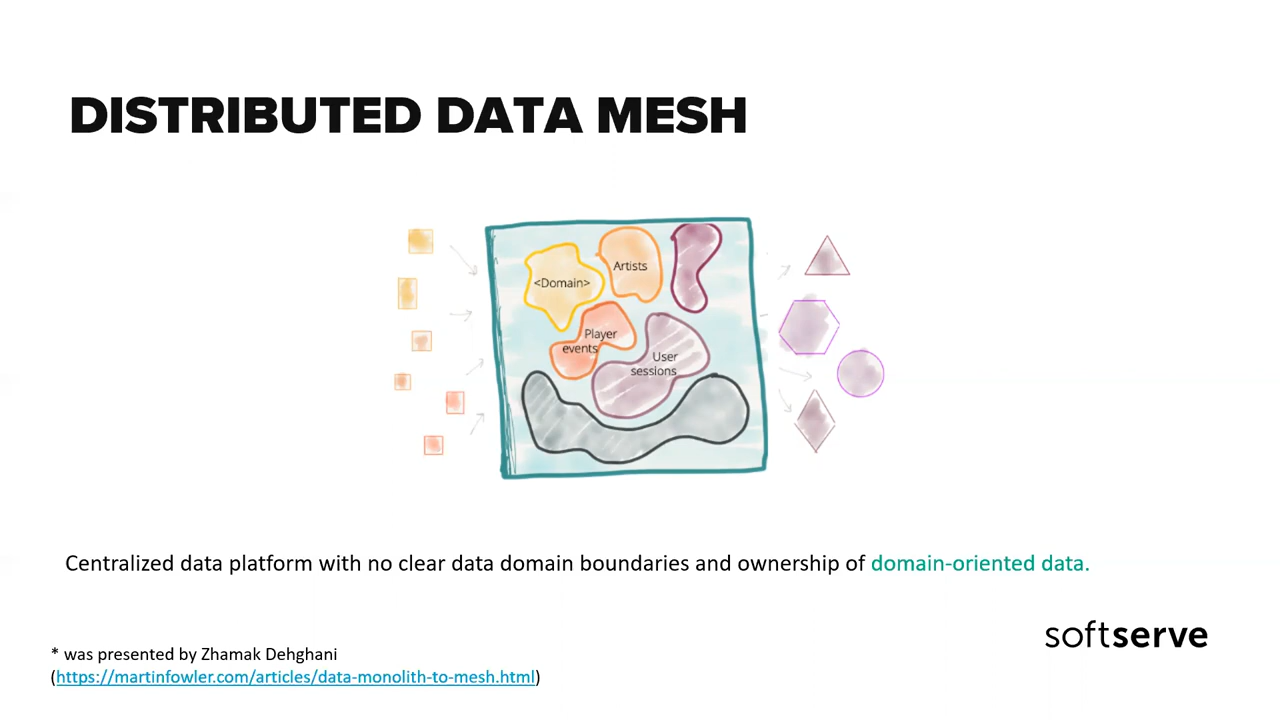 DISTRIBUTED DATA MESH
<Domain>
Artists
Player
events
User
sessions
Centralized data platform with no clear data domain boundaries and ownership of domain-oriented data.
softserve
* was presented by Zhamak Dehghani
(https://martinfowler.com/articles/data-monolith-to-mesh.html)